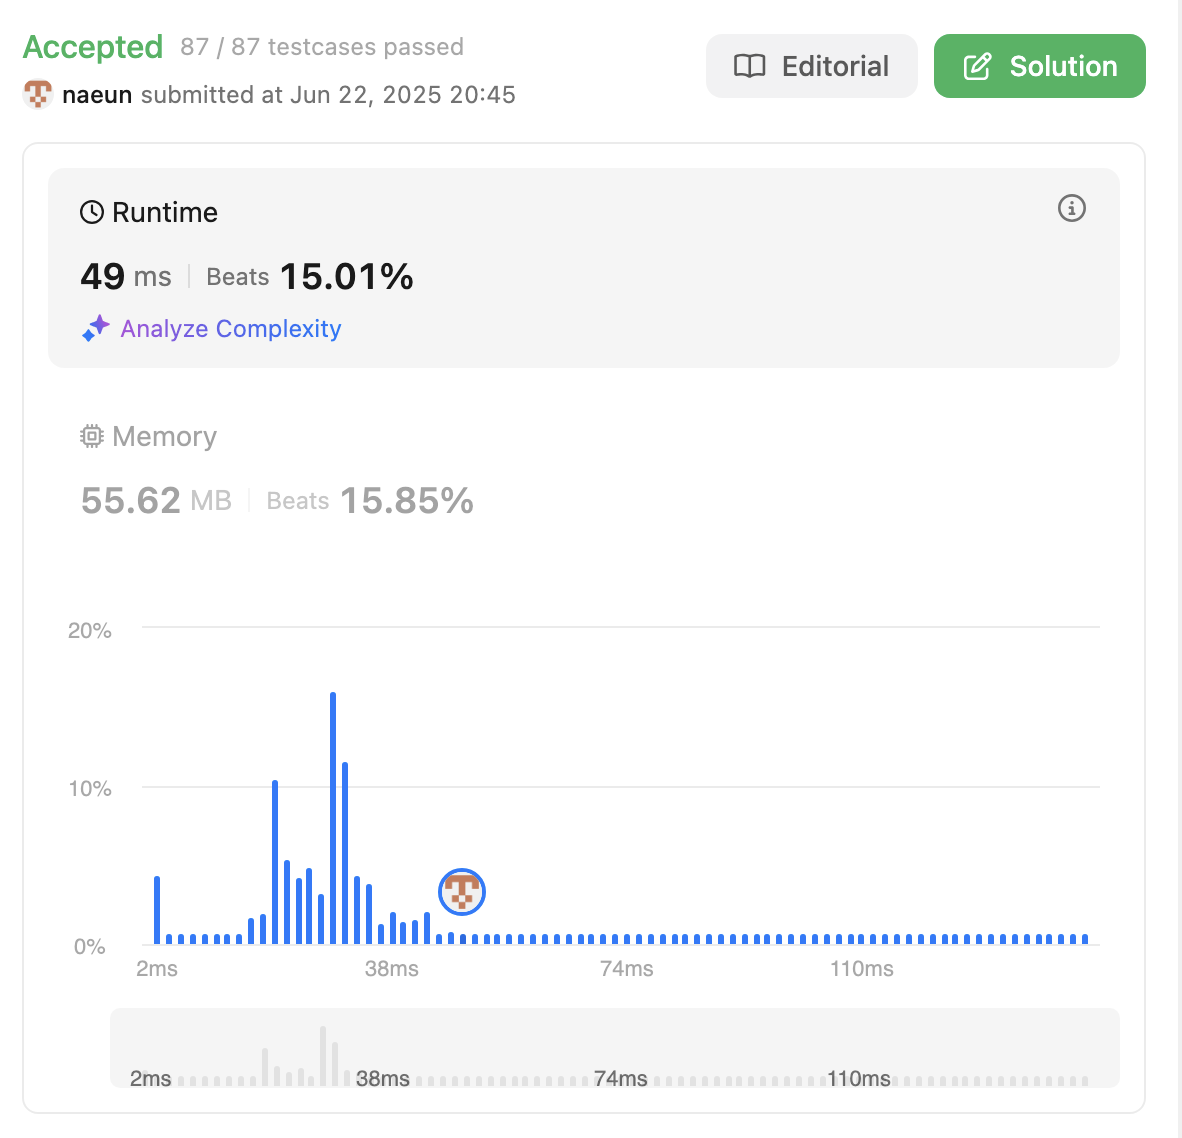 Accepted 87 / 87 testcases passed
naeun submitted at Jun 22, 2025 20:45
Editorial
Solution
Runtime
49 ms Beats 15.01%
Analyze Complexity
Memory
55.62 MB Beats 15.85%
20%
10%
0%
2ms 38ms 74ms 110ms
2ms 38ms 74ms 110ms